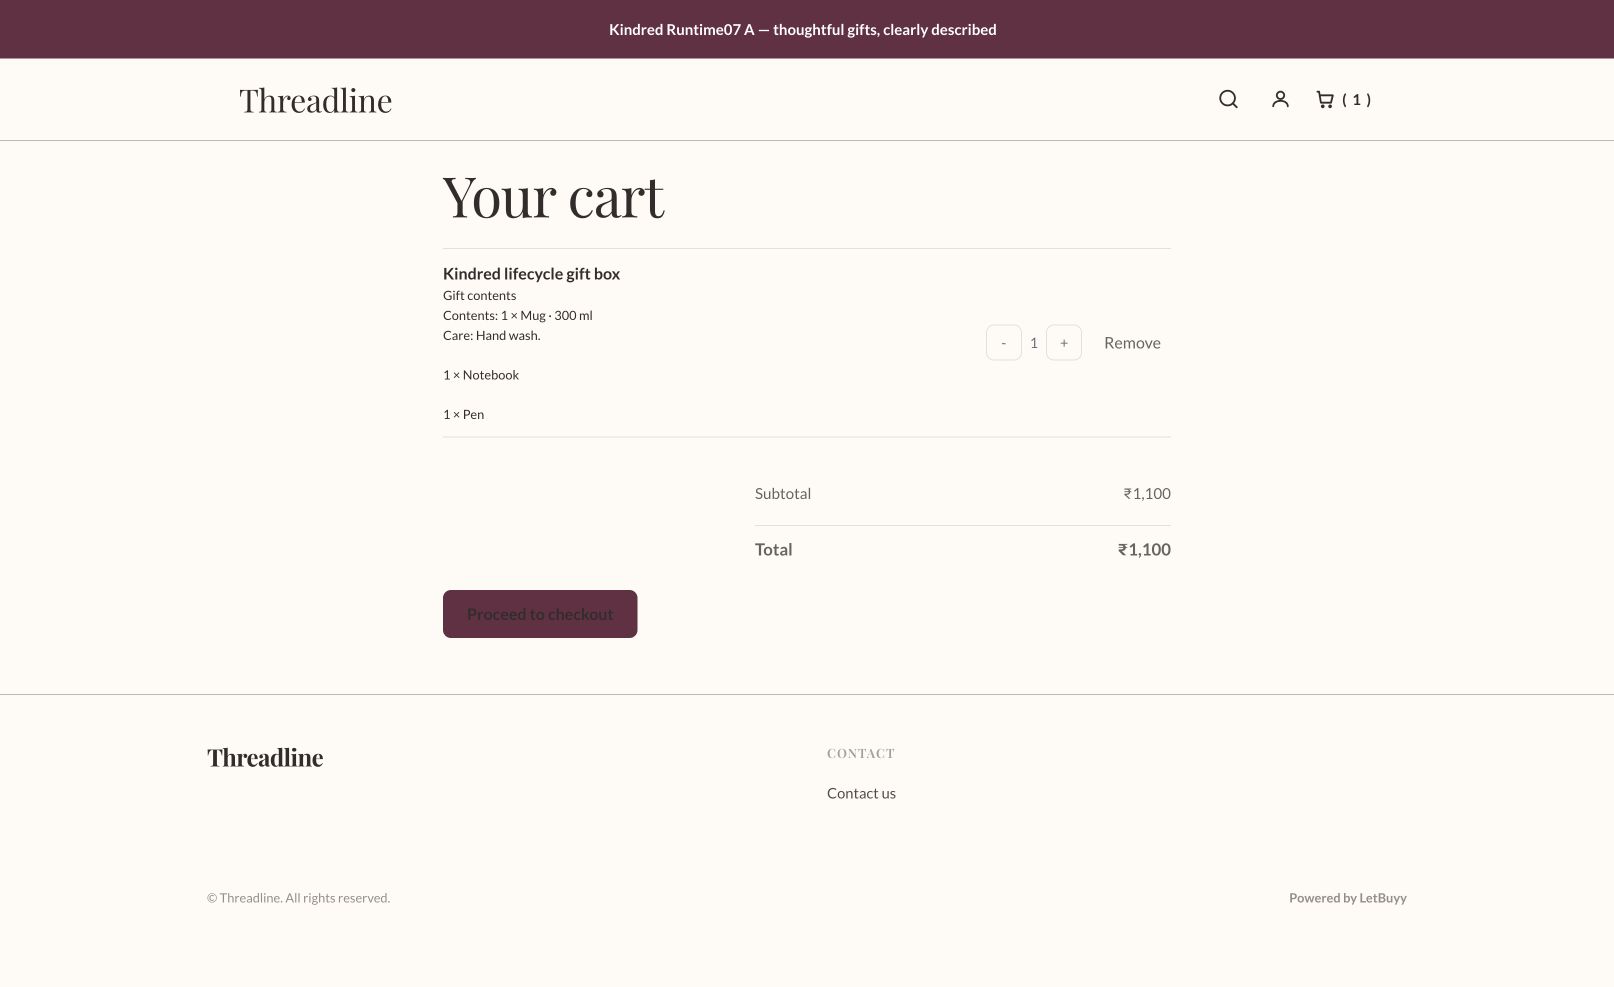 Kindred Runtime07 A — thoughtful gifts, clearly described
Threadline
( 1 )
Your cart
Kindred lifecycle gift box
Gift contents
Contents: 1 × Mug · 300 ml
Care: Hand wash.
1 × Notebook
1 × Pen
- 1 + Remove
Subtotal ₹1,100
Total ₹1,100
Proceed to checkout
Threadline
CONTACT
Contact us
© Threadline. All rights reserved.
Powered by LetBuyy